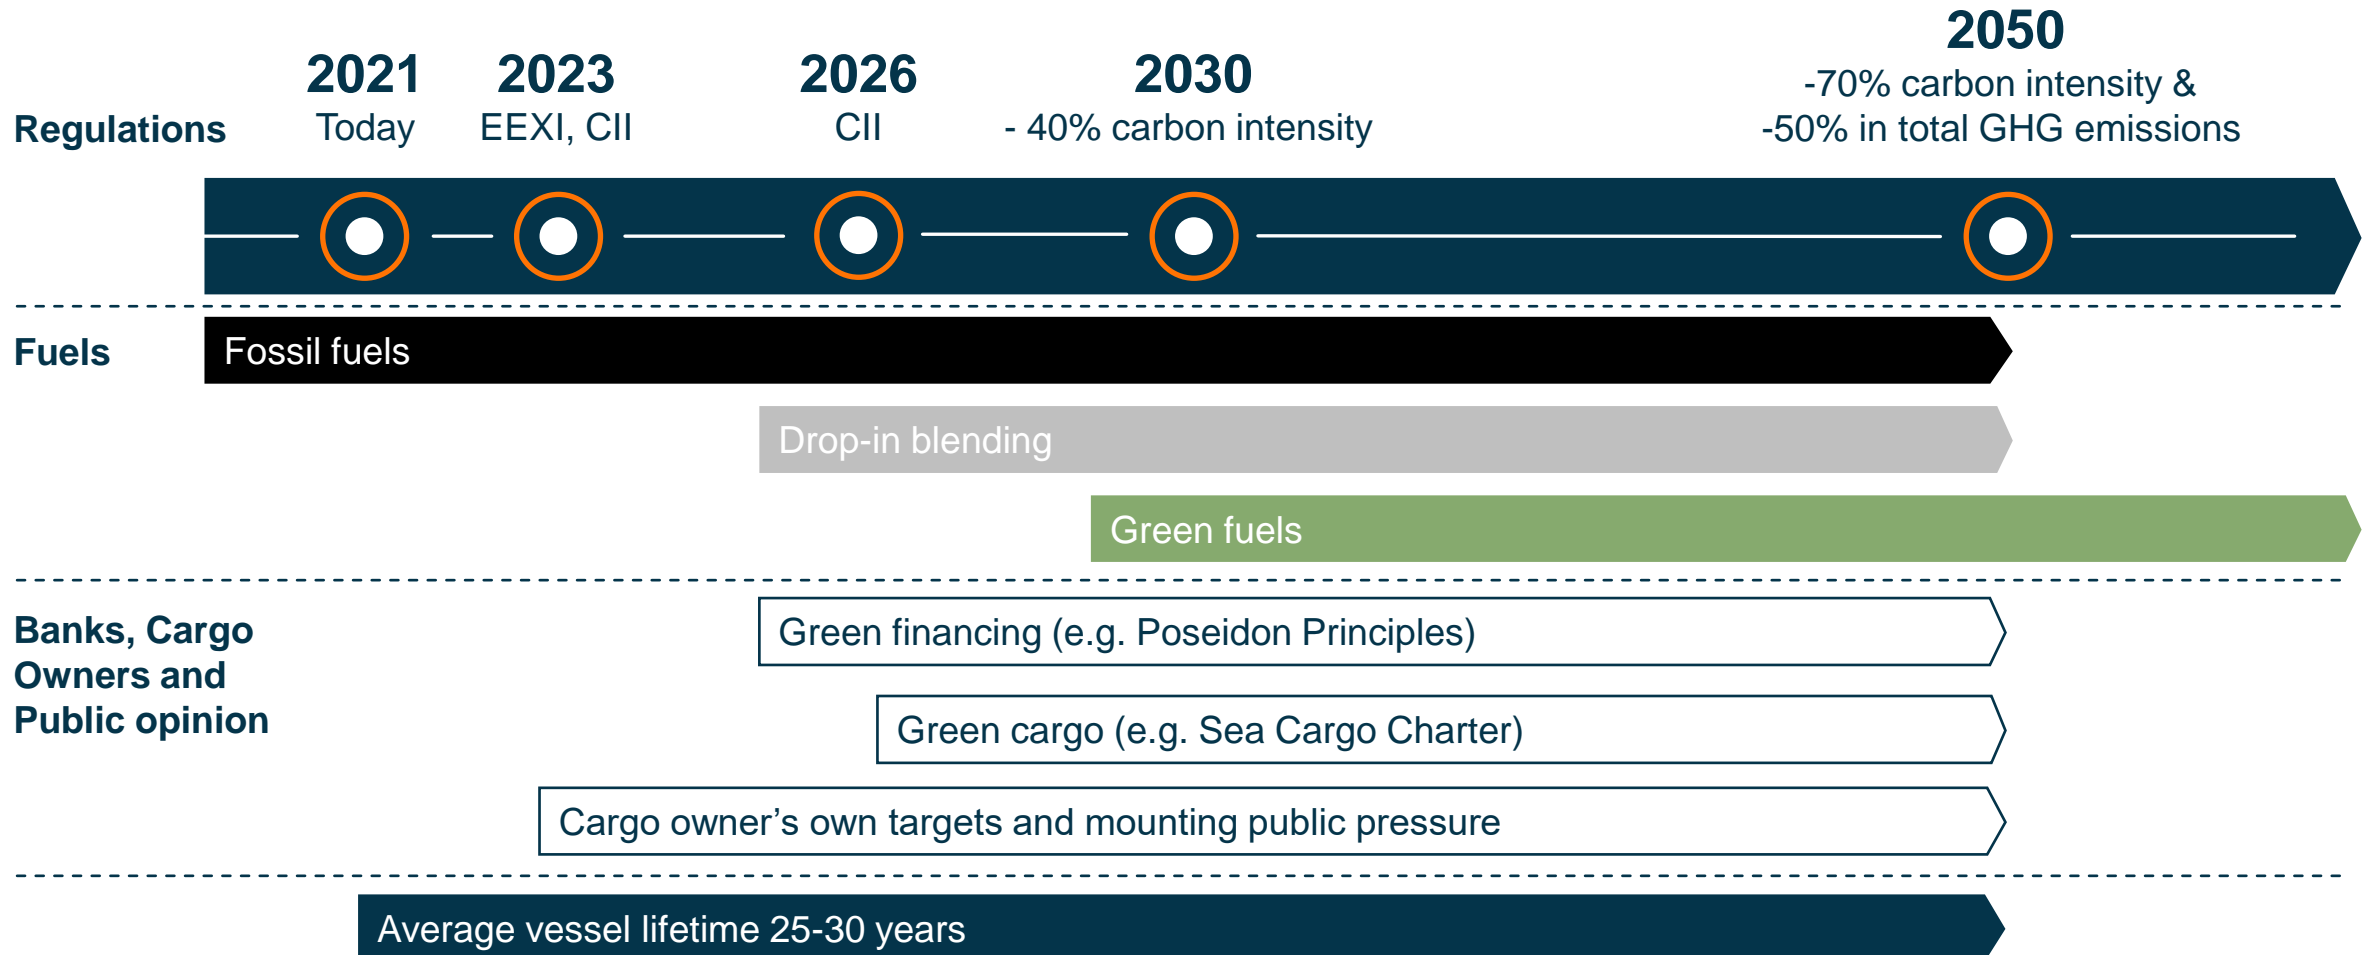 2021
2023
2026
2030
2050
Regulations
Today
EEXI, CII
CII
- 40% carbon intensity
-70% carbon intensity &
-50% in total GHG emissions
Fuels
Fossil fuels
Drop-in blending
Green fuels
Banks, Cargo
Owners and
Public opinion
Green financing (e.g. Poseidon Principles)
Green cargo (e.g. Sea Cargo Charter)
Cargo owner’s own targets and mounting public pressure
Average vessel lifetime 25-30 years